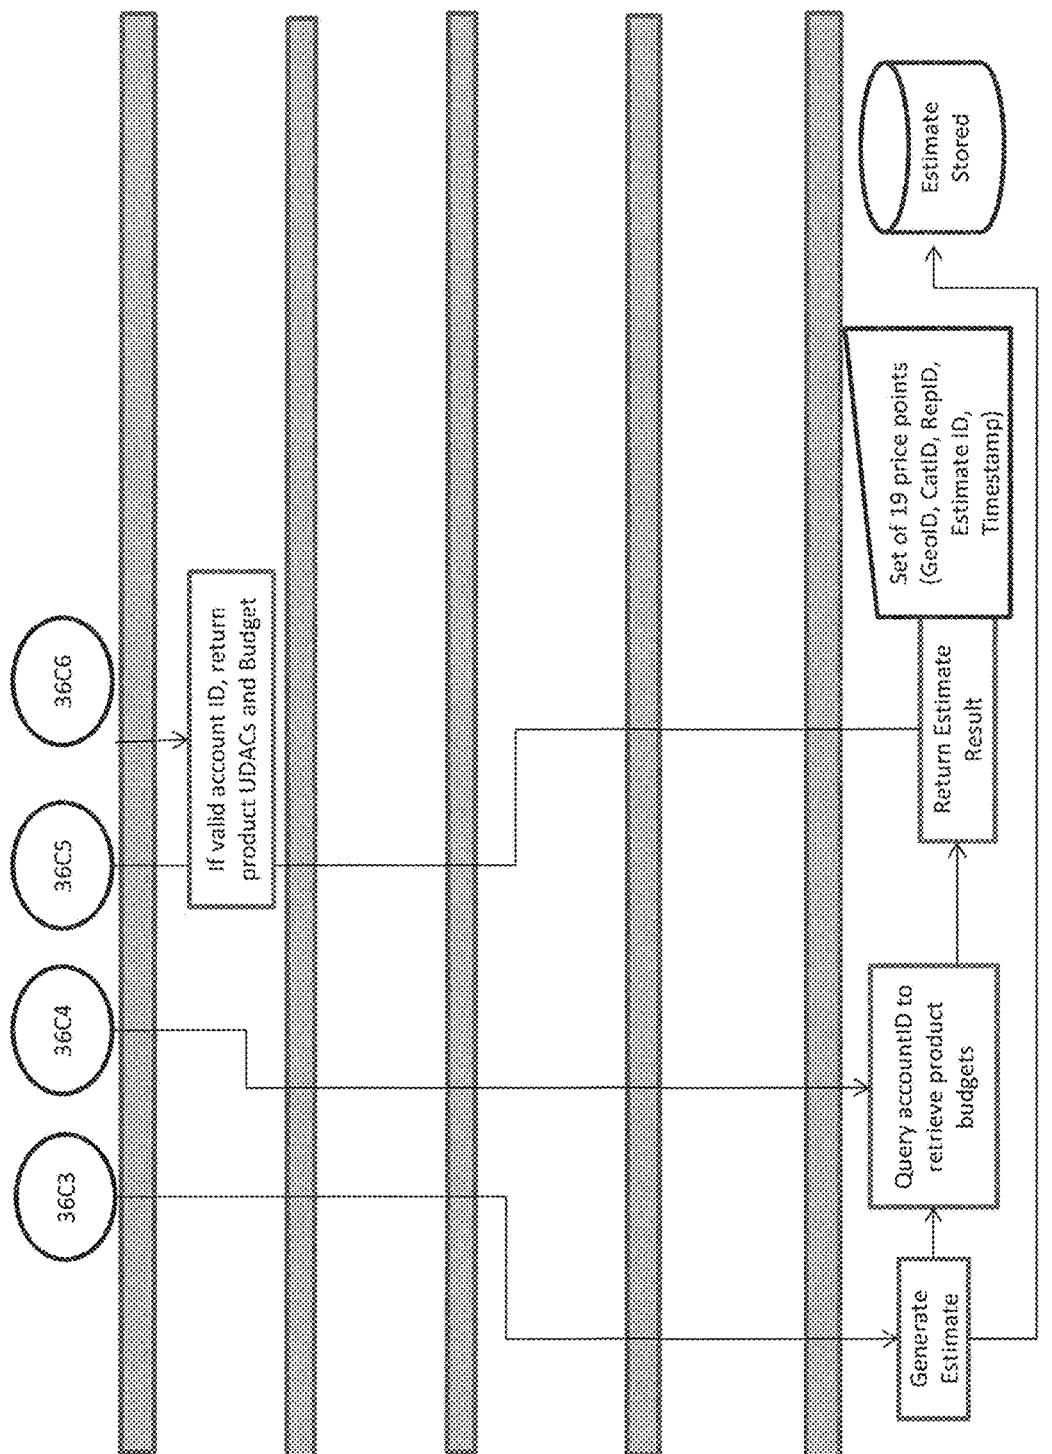 36C3
36C4
36C5
36C6
If valid account ID, return
product UDACs and Budget
Generate
Estimate
Query accountID to
retrieve product
budgets
Return Estimate
Result
Set of 19 price points
(GeoID, CatID, RepID,
Estimate ID,
Timestamp)
Estimate
Stored